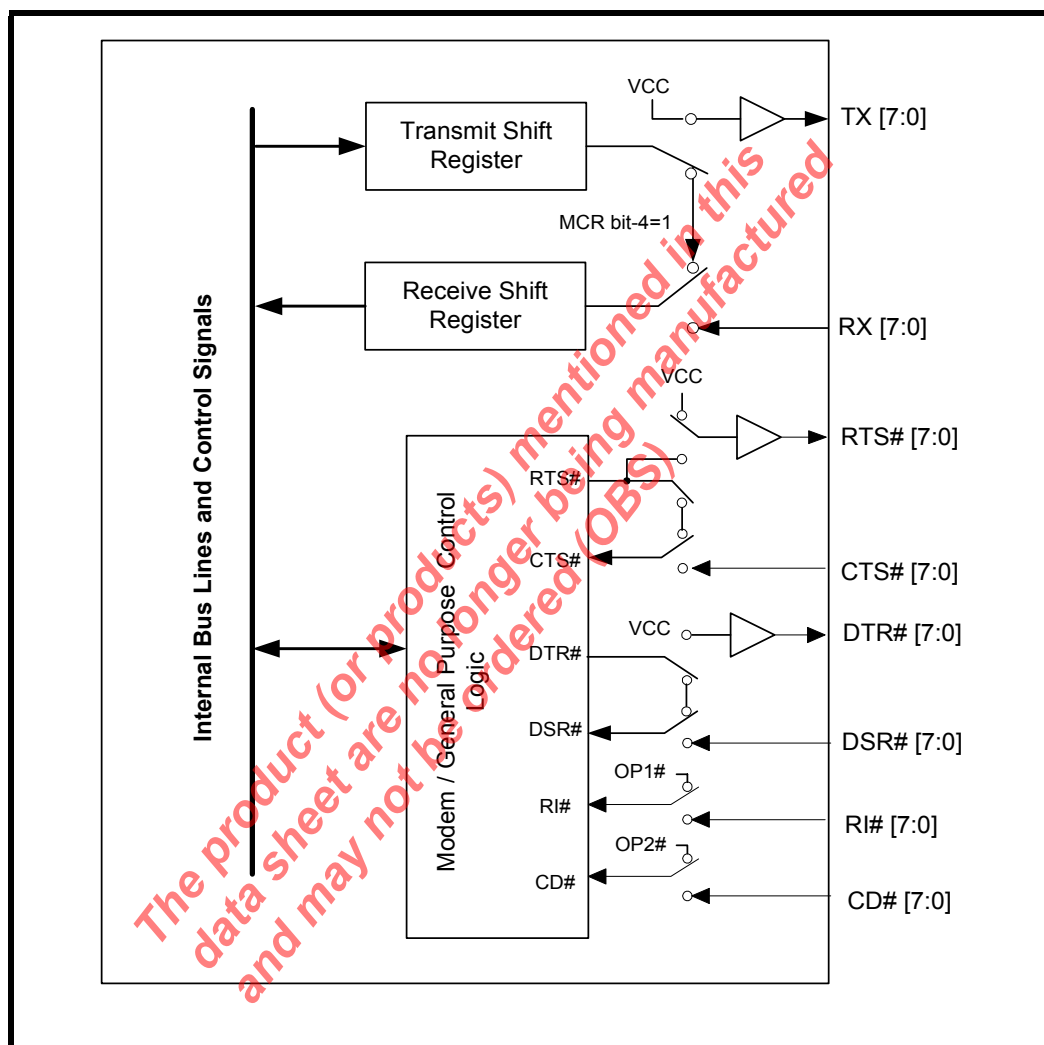 VCC
TX [7:0]
Transmit Shift
Register
MCR bit-4=1
Receive Shift
Register
RX [7:0]
Internal Bus Lines and Control Signals
VCC
RTS# [7:0]
RTS#
CTS#
CTS# [7:0]
Modem / General Purpose Control
Logic
VCC
DTR# [7:0]
DTR#
DSR#
DSR# [7:0]
OP1#
RI#
RI# [7:0]
OP2#
CD#
CD# [7:0]
The product (or products) mentioned in this
data sheet are no longer being manufactured
and may not be ordered (OBS)